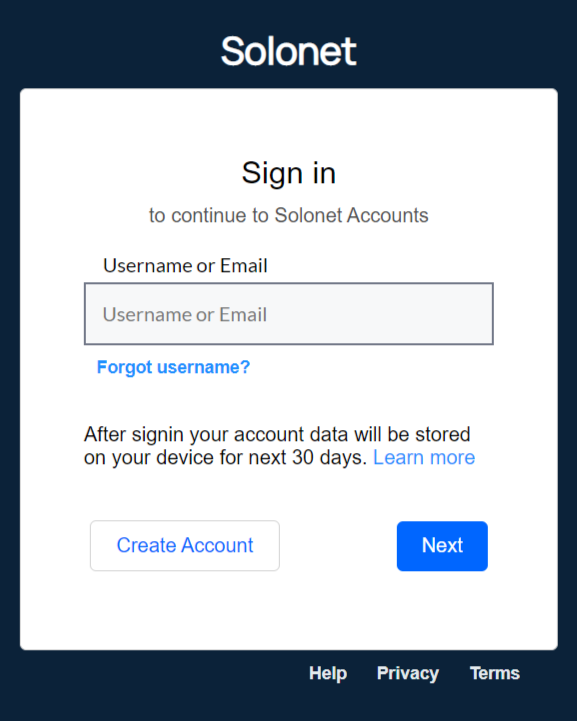 Solonet
Sign in
to continue to Solonet Accounts
Username or Email
Username or Email
Forgot username?
After signin your account data will be stored
on your device for next 30 days. Learn more
Create Account Next
Help Privacy Terms